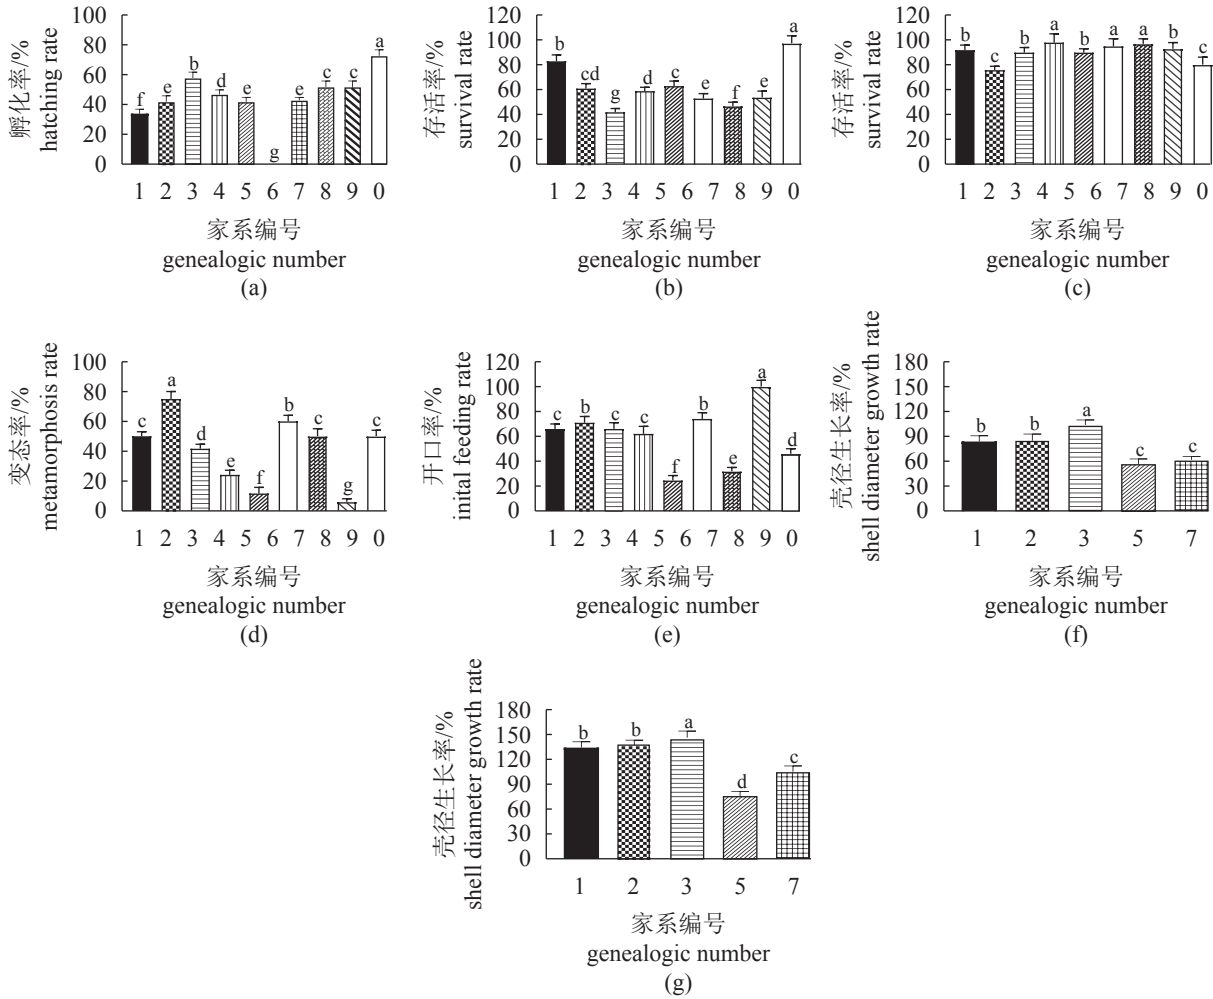 孵化率/%
hatching rate
100
80
60
40
20
0
f e b d e g e c c a
1 2 3 4 5 6 7 8 9 0
家系编号
genealogic number
(a)
存活率/%
survival rate
120
100
80
60
40
20
0
b cd g d c e f e a
1 2 3 4 5 6 7 8 9 0
家系编号
genealogic number
(b)
存活率/%
survival rate
120
100
80
60
40
20
0
b c b a b a a b c
1 2 3 4 5 6 7 8 9 0
家系编号
genealogic number
(c)
变态率/%
metamorphosis rate
100
80
60
40
20
0
c a d e f b c g c
1 2 3 4 5 6 7 8 9 0
家系编号
genealogic number
(d)
开口率/%
inital feeding rate
120
100
80
60
40
20
0
c b c c f b e a d
1 2 3 4 5 6 7 8 9 0
家系编号
genealogic number
(e)
壳径生长率/%
shell diameter growth rate
180
150
120
90
60
30
0
b b a c c
1 2 3 5 7
家系编号
genealogic number
(f)
壳径生长率/%
shell diameter growth rate
180
150
120
90
60
30
0
b b a d c
1 2 3 5 7
家系编号
genealogic number
(g)